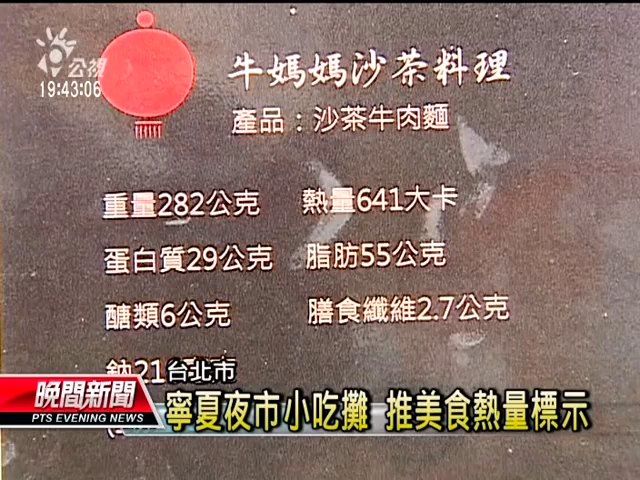 公視
19:43:06
牛媽媽沙茶料理
產品：沙茶牛肉麵
重量282公克 熱量641大卡
蛋白質29公克 脂肪55公克
醣類6公克 膳食纖維2.7公克
鈉21
台北市
晚間新聞
PTS EVENING NEWS
寧夏夜市小吃攤 推美食熱量標示